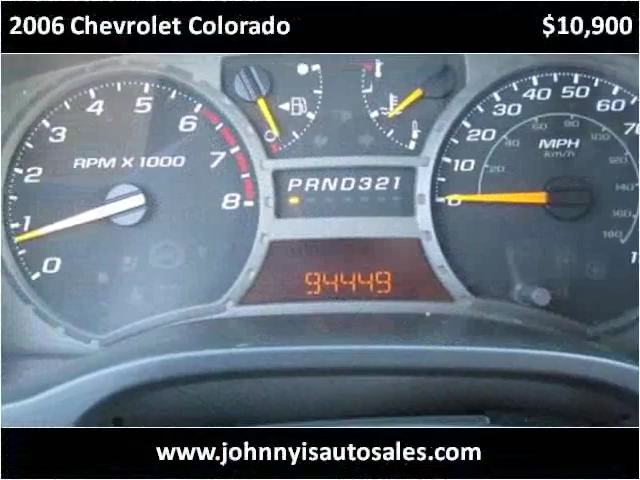 2006 Chevrolet Colorado $10,900
0 1 2 3 4 5 6 7 8
RPM X 1000
PRND321
94449
0 10 20 30 40 50 60
MPH
km/h
www.johnnyisautosales.com